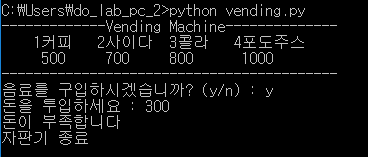 C:\Users\do_lab_pc_2>python vending.py
-------------Vending Machine-------------
1커피 2사이다 3콜라 4포도주스
500 700 800 1000
-----------------------------------------
음료를 구입하시겠습니까? (y/n) : y
돈을 투입하세요 : 300
돈이 부족합니다
자판기 종료